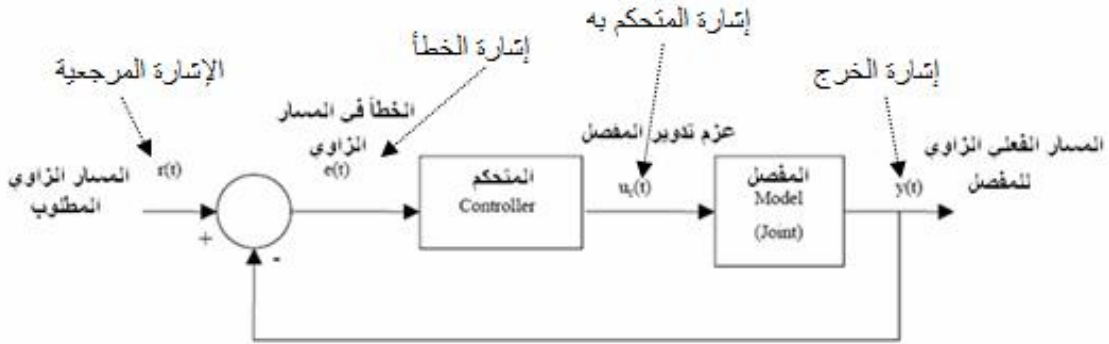 إشارة المتحكم به
إشارة الخطأ
إشارة الخرج
الإشارة المرجعية
الخطأ في المسار
الزاوي
e(t)
عزم تدوير المفصل
u_c(t)
المسار الفعلي الزاوي
للمفصل
y(t)
المسار الزاوي
المطلوب
r(t)
+
-
المتحكم
Controller
المفصل
Model
(Joint)